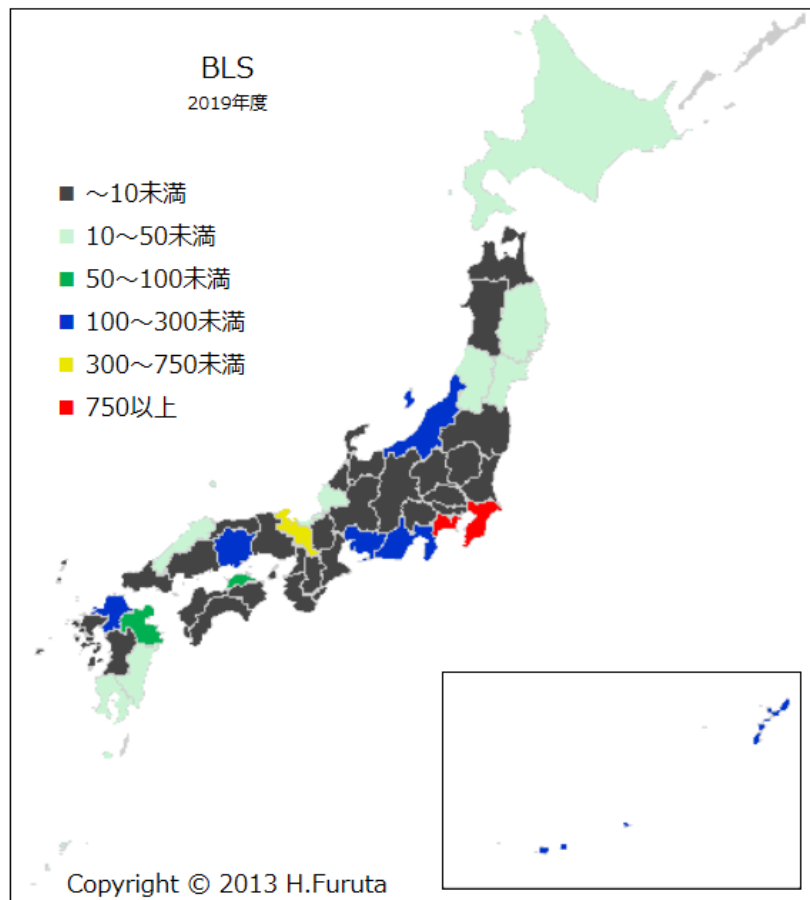 BLS
2019年度
■ ～10未満
■ 10～50未満
■ 50～100未満
■ 100～300未満
■ 300～750未満
■ 750以上
Copyright © 2013 H.Furuta